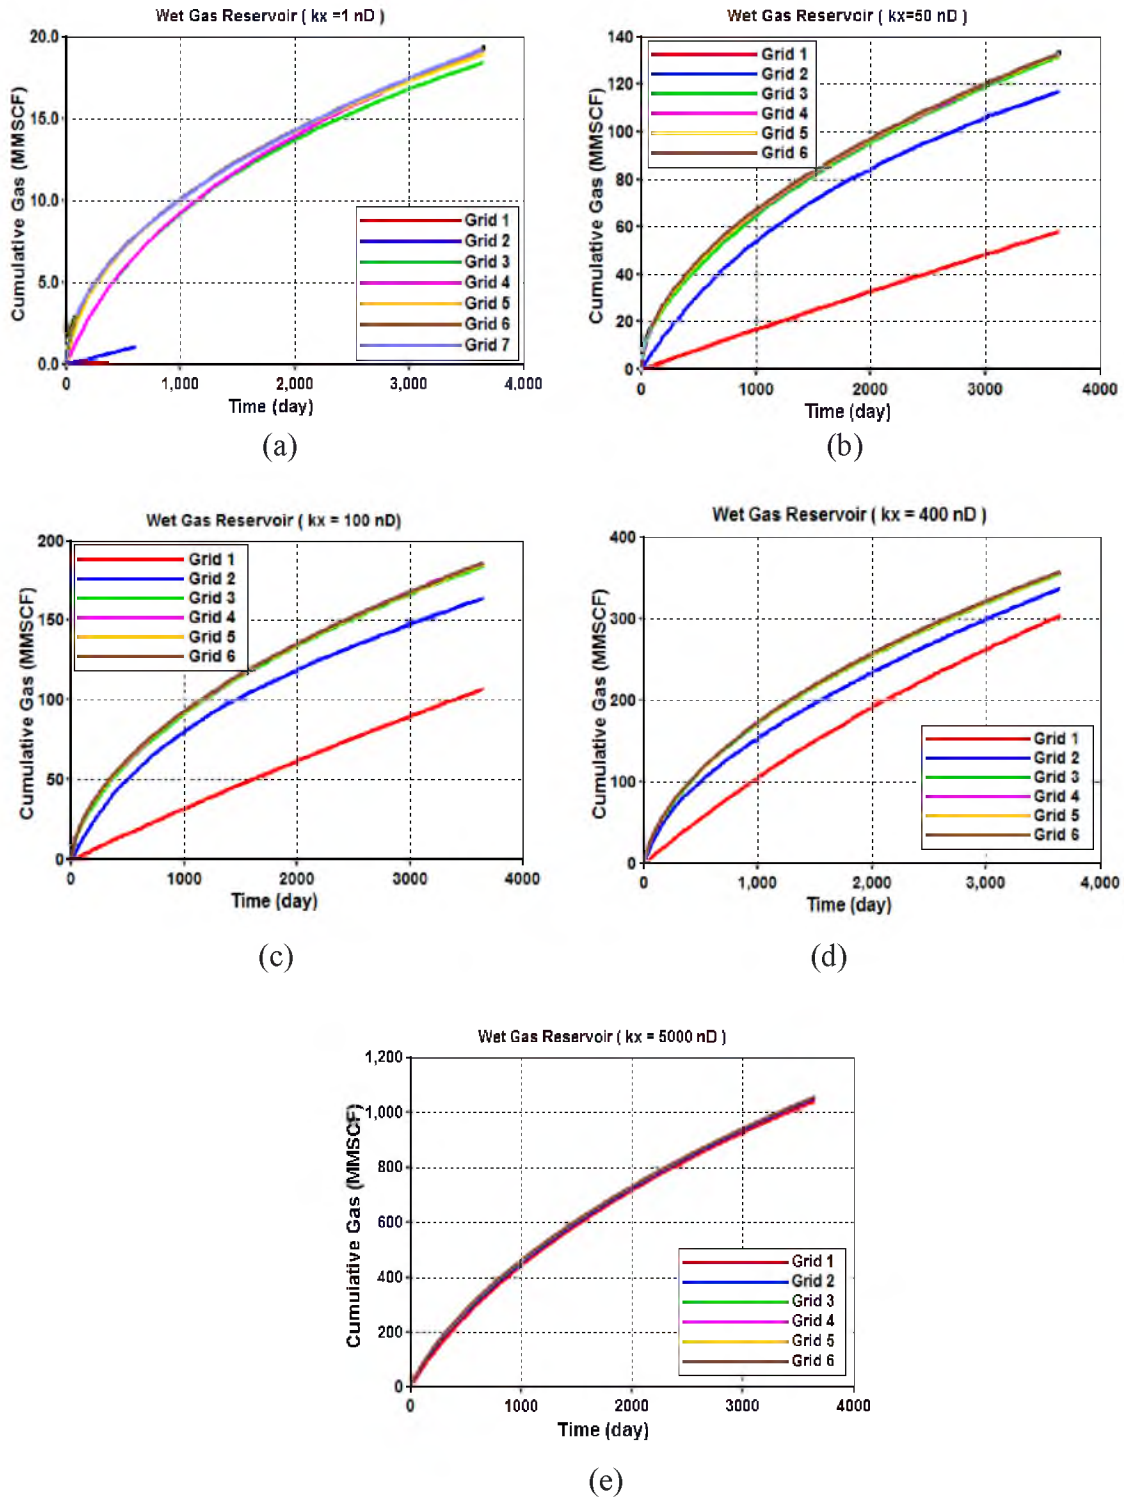 Wet Gas Reservoir ( kx =1 nD)
Cumulative Gas (MMSCF)
20.0
15.0
10.0
5.0
0.0
Grid 1
Grid 2
Grid 3
Grid 4
Grid 5
Grid 6
Grid 7
0 1,000 2,000 3,000 4,000
Time (day)
(a)
Wet Gas Reservoir ( kx=50 nD)
Cumulative Gas (MMSCF)
140
120
100
80
60
40
20
0
Grid 1
Grid 2
Grid 3
Grid 4
Grid 5
Grid 6
0 1000 2000 3000 4000
Time (day)
(b)
Wet Gas Reservoir ( kx = 100 nD)
Cumulative Gas (MMSCF)
200
150
100
50
0
Grid 1
Grid 2
Grid 3
Grid 4
Grid 5
Grid 6
0 1000 2000 3000 4000
Time (day)
(c)
Wet Gas Reservoir ( kx = 400 nD )
Cumulative Gas (MMSCF)
400
300
200
100
0
Grid 1
Grid 2
Grid 3
Grid 4
Grid 5
Grid 6
0 1,000 2,000 3,000 4,000
Time (day)
(d)
Wet Gas Reservoir ( kx = 5000 nD )
Cumulative Gas (MMSCF)
1,200
1,000
800
600
400
200
0
Grid 1
Grid 2
Grid 3
Grid 4
Grid 5
Grid 6
0 1000 2000 3000 4000
Time (day)
(e)